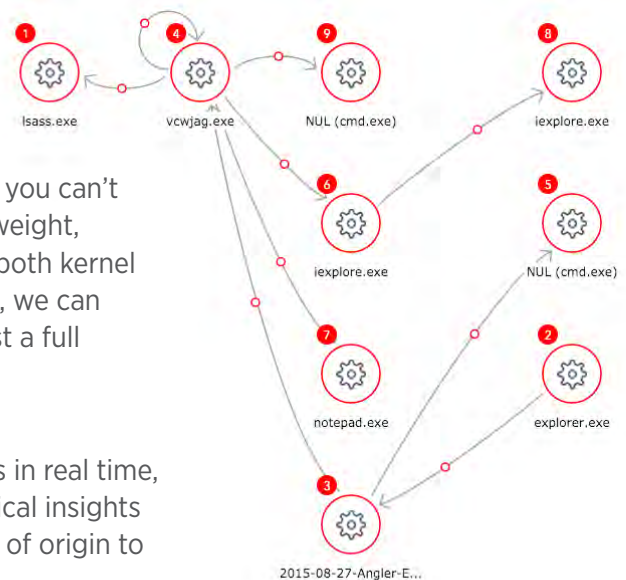 1
4
9
8
lsass.exe
vcwjag.exe
NUL (cmd.exe)
iexplore.exe
you can't
weight,
both kernel
, we can
t a full
6
5
iexplore.exe
NUL (cmd.exe)
7
2
notepad.exe
explorer.exe
s in real time,
ical insights
of origin to
3
2015-08-27-Angler-E...